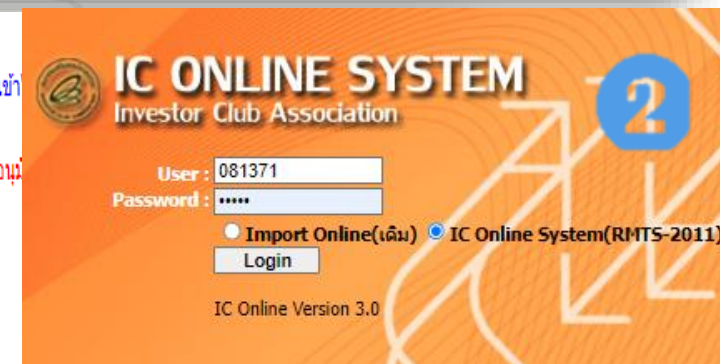 IC ONLINE SYSTEM
Investor Club Association
2
User : 081371
Password : •••••
Import Online(เดิม) IC Online System(RMTS-2011)
Login
IC Online Version 3.0